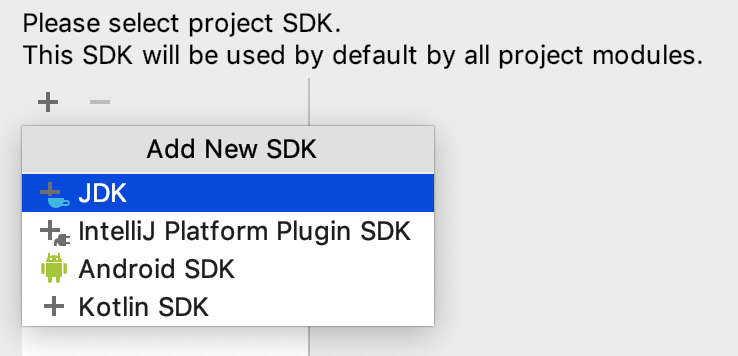 Please select project SDK.
This SDK will be used by default by all project modules.
Add New SDK
JDK
IntelliJ Platform Plugin SDK
Android SDK
Kotlin SDK